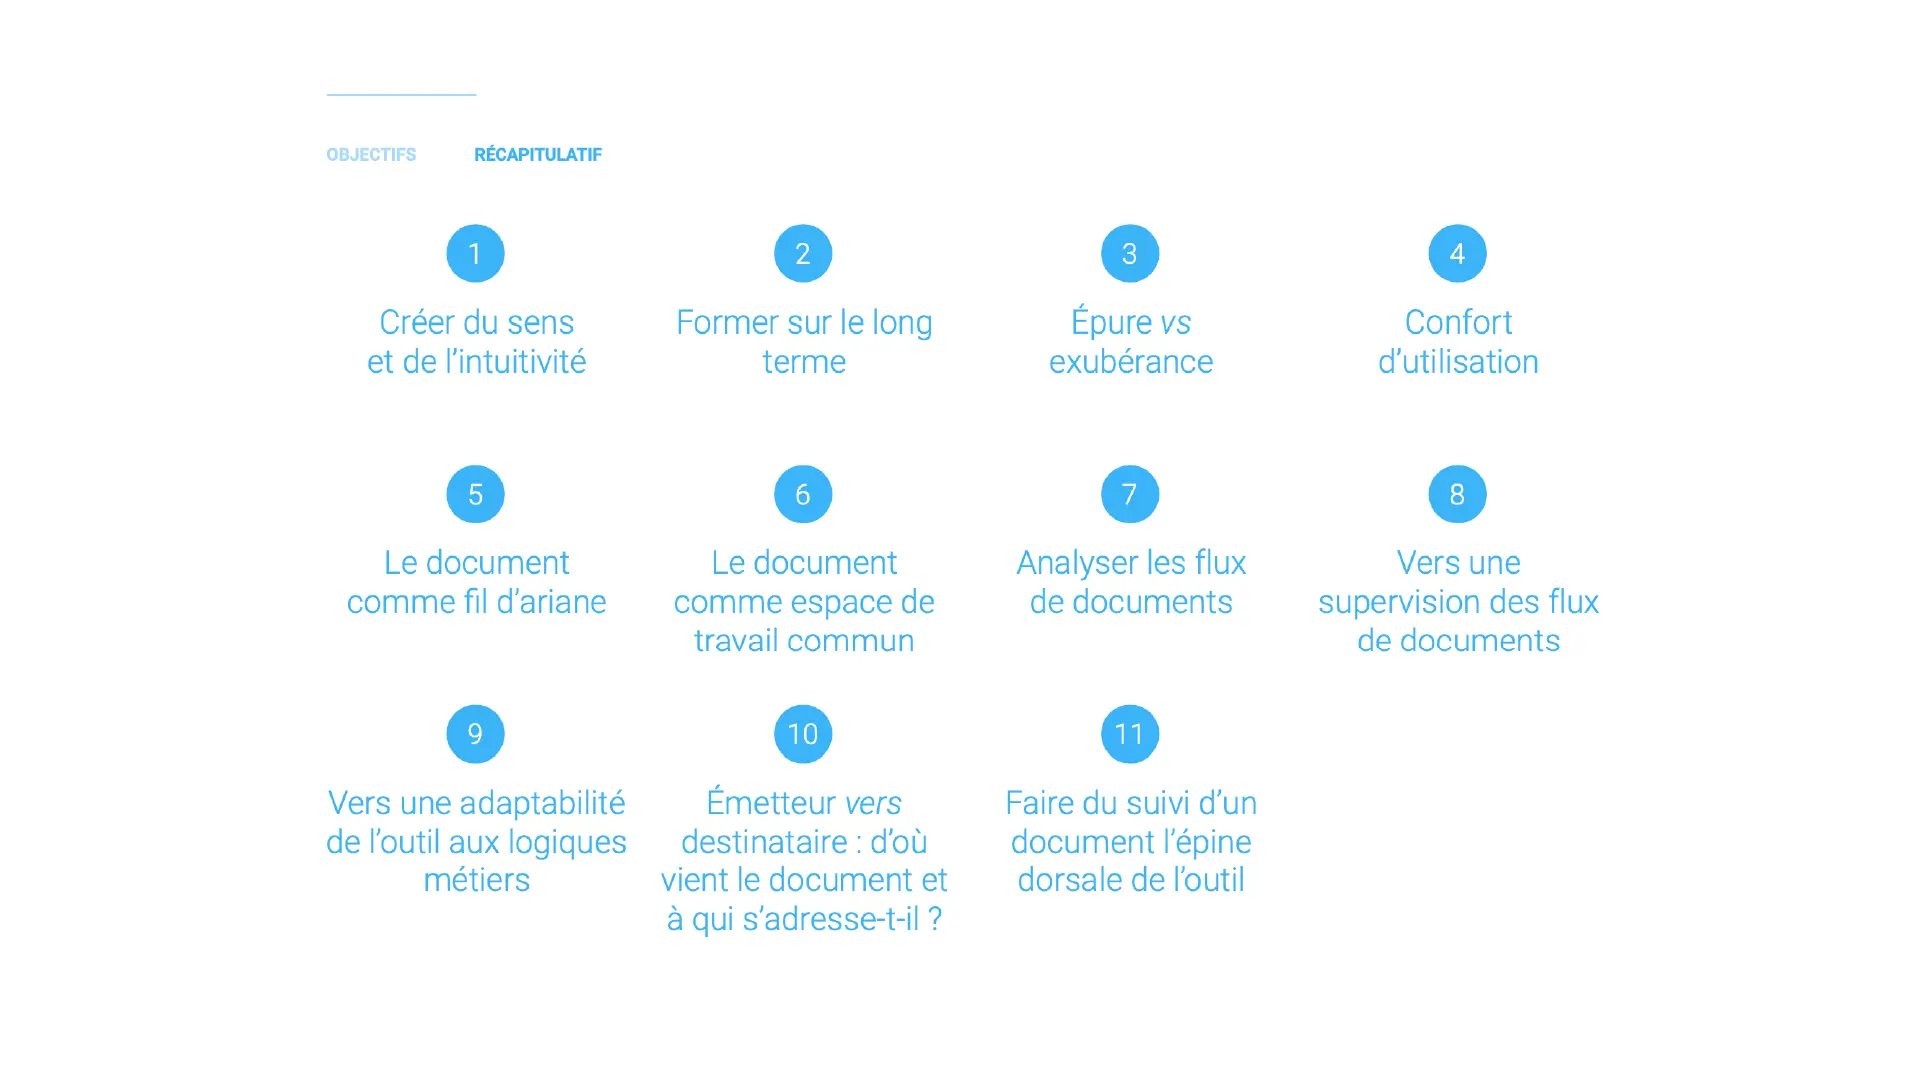 OBJECTIFS
RÉCAPITULATIF
1
Créer du sens
et de l’intuitivité
2
Former sur le long
terme
3
Épure vs
exubérance
4
Confort
d’utilisation
5
Le document
comme fil d’ariane
6
Le document
comme espace de
travail commun
7
Analyser les flux
de documents
8
Vers une
supervision des flux
de documents
9
Vers une adaptabilité
de l’outil aux logiques
métiers
10
Émetteur vers
destinataire : d’où
vient le document et
à qui s’adresse-t-il ?
11
Faire du suivi d’un
document l’épine
dorsale de l’outil